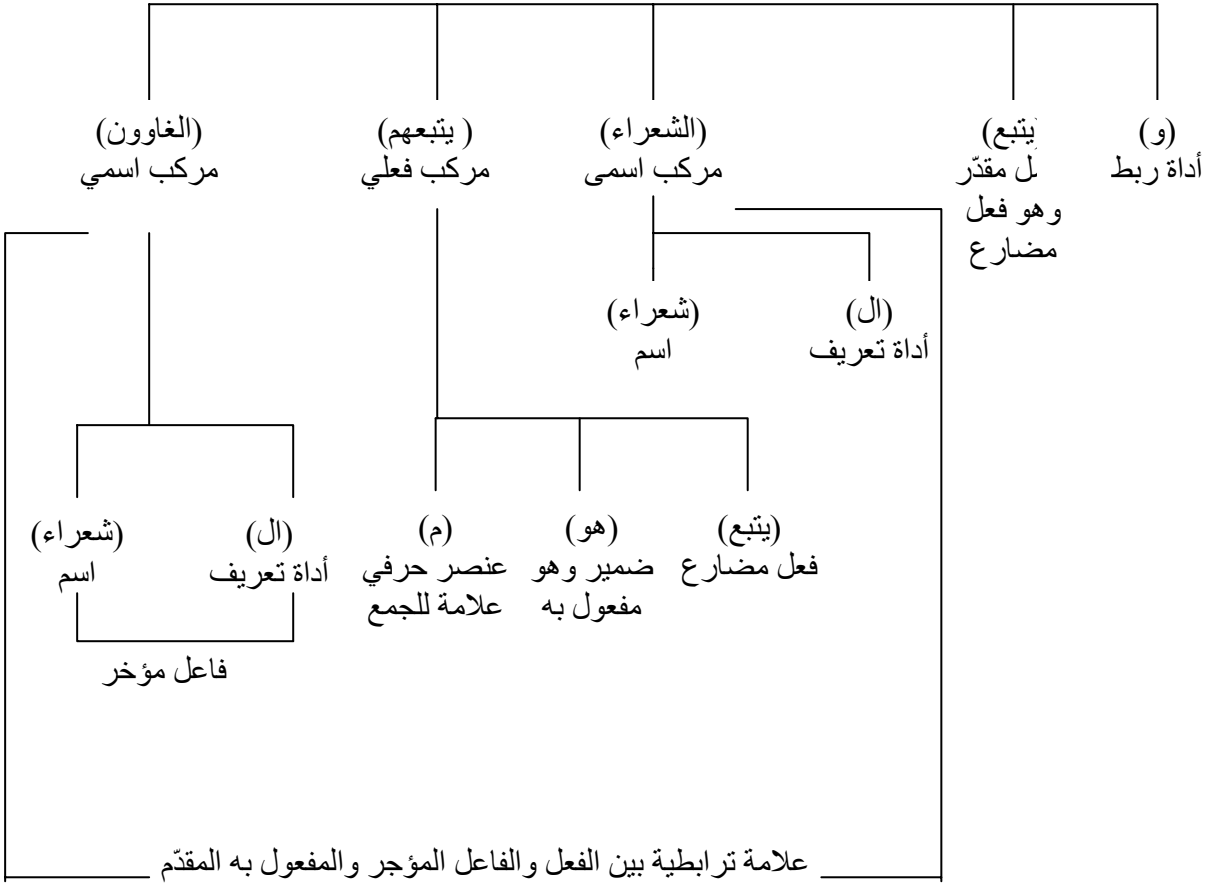 (و)
أداة ربط
يتبع)
ل مقدّر
وهو فعل
مضارع
(الشعراء)
مركب اسمى
( يتبعهم)
مركب فعلي
(الغاوون)
مركب اسمي
(ال)
أداة تعريف
(شعراء)
اسم
(يتبع)
فعل مضارع
(هو)
ضمير وهو
مفعول به
(م)
عنصر حرفي
علامة للجمع
(ال)
أداة تعريف
(شعراء)
اسم
فاعل مؤخر
علامة ترابطية بين الفعل والفاعل المؤجر والمفعول به المقدّم